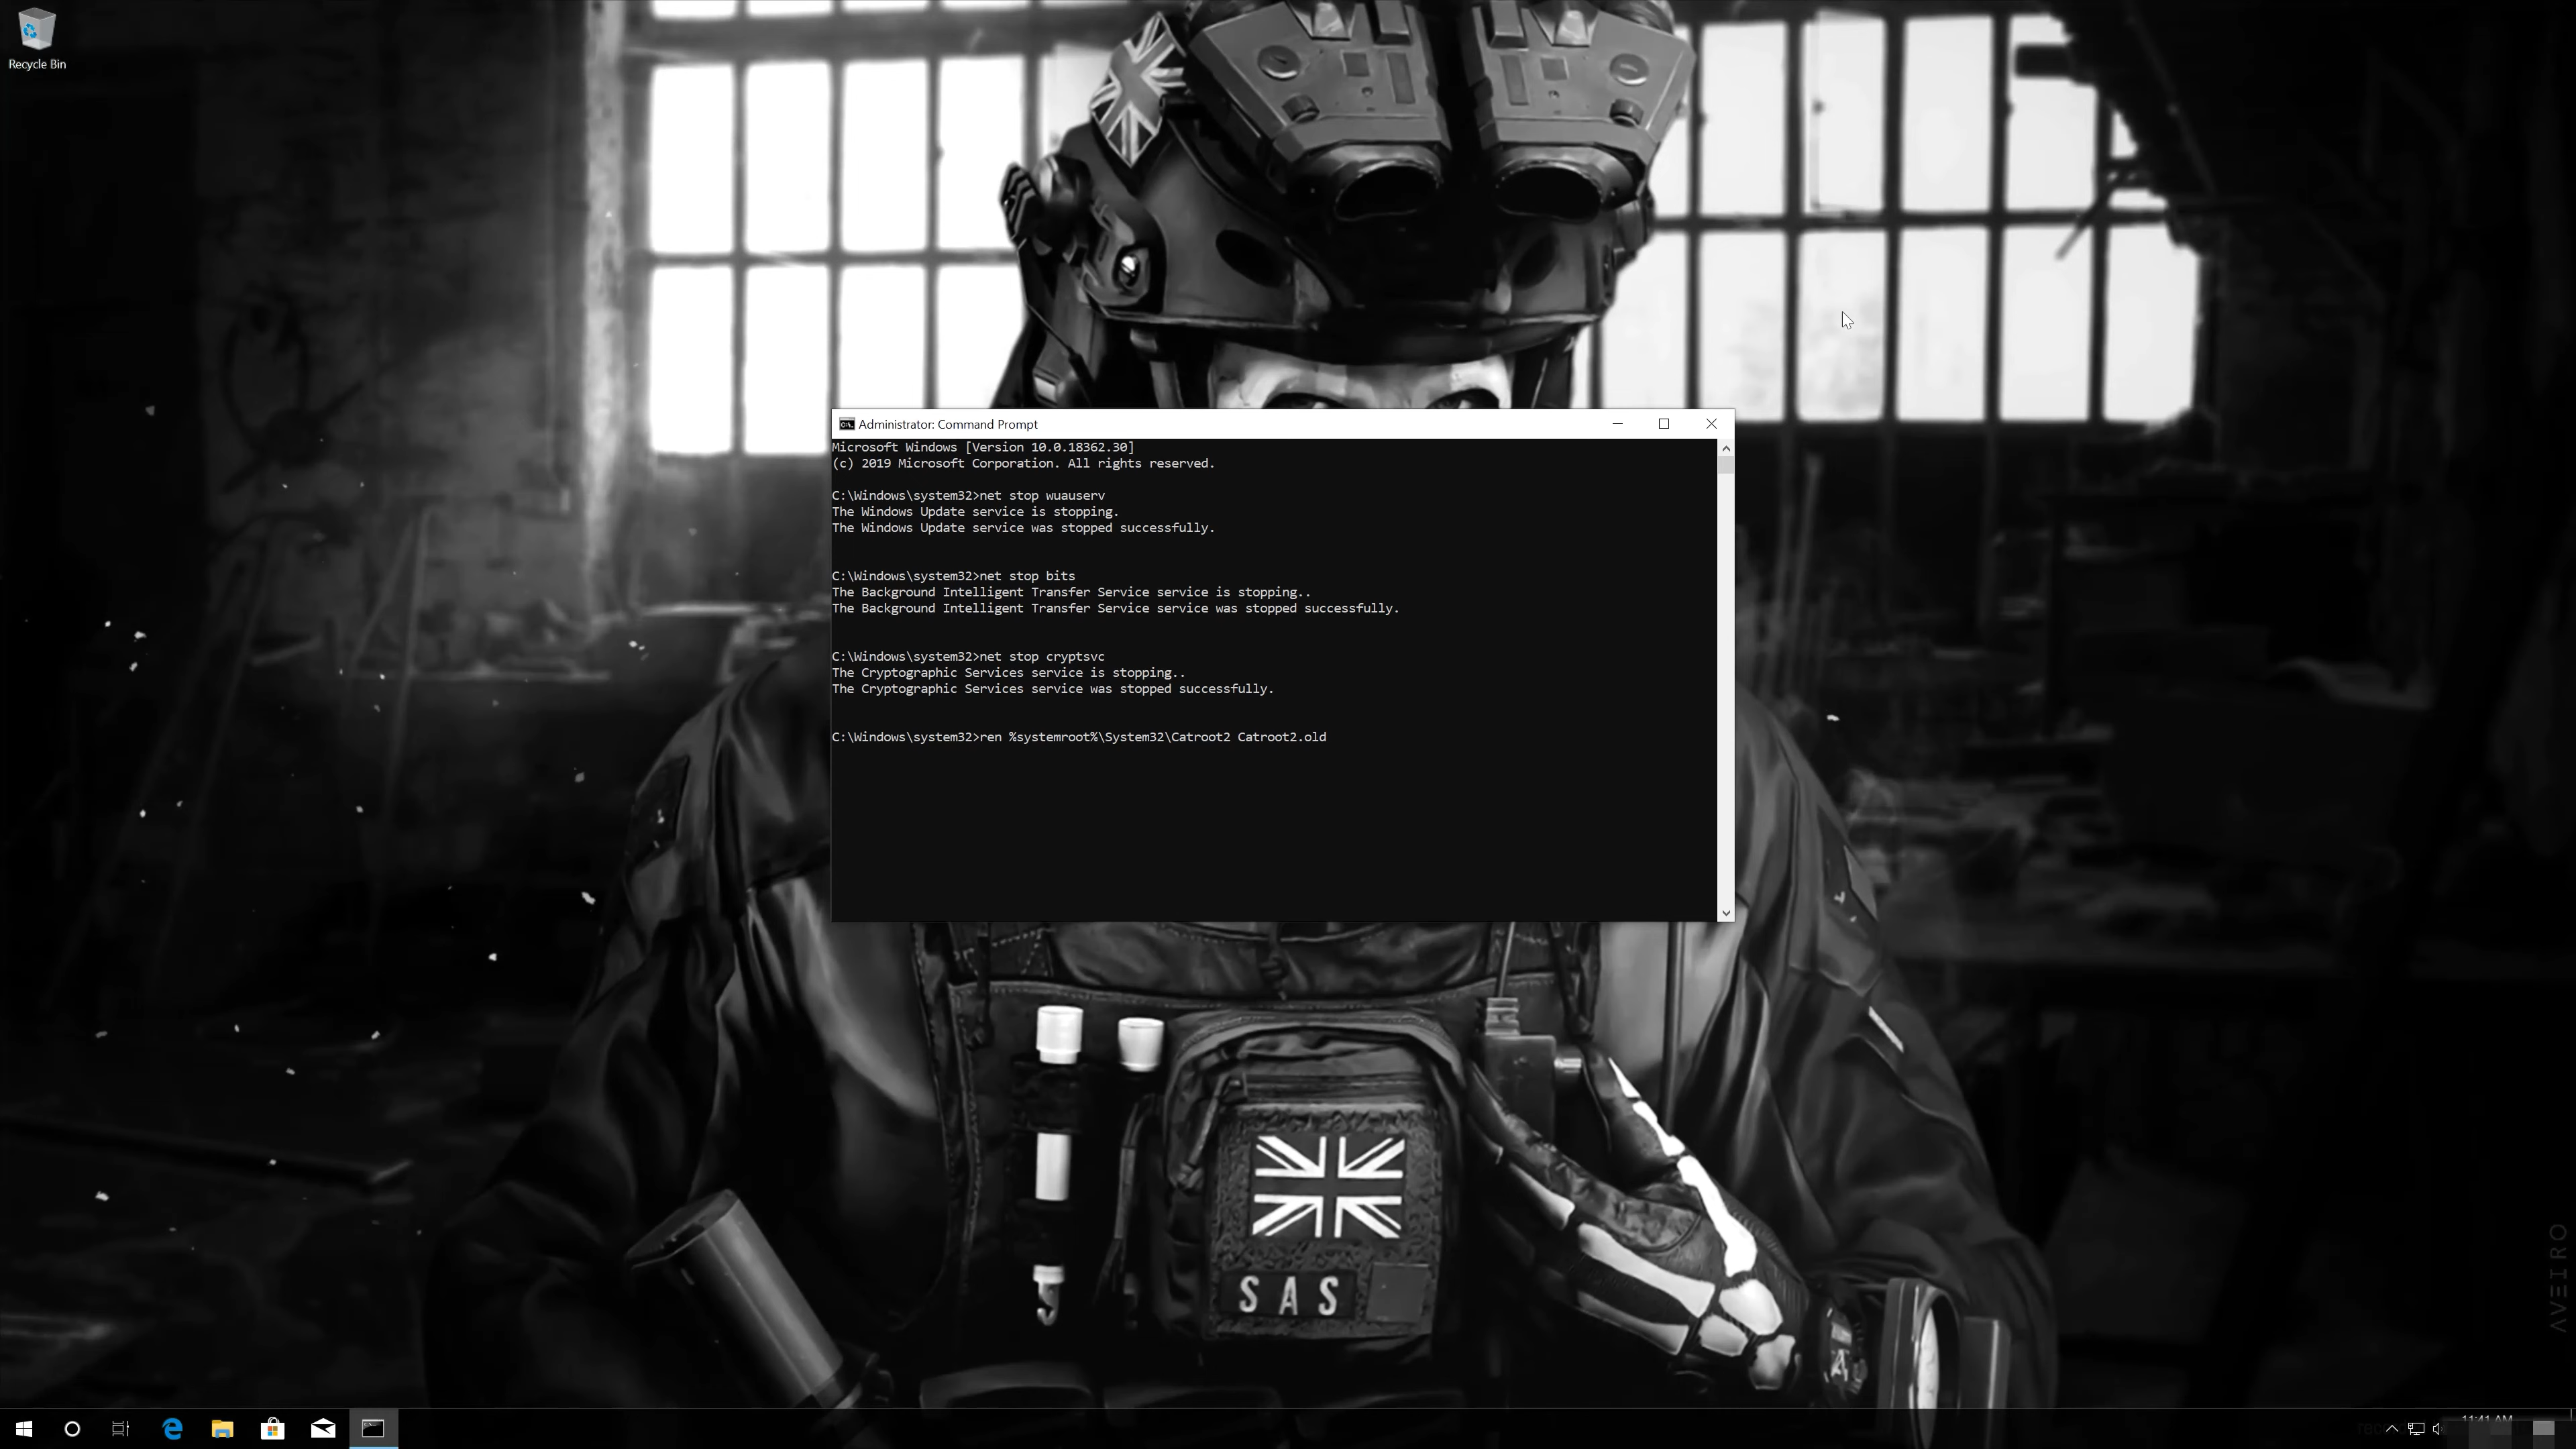 Recycle Bin
Administrator: Command Prompt
Microsoft Windows [Version 10.0.18362.30]
(c) 2019 Microsoft Corporation. All rights reserved.
C:\Windows\system32>net stop wuauserv
The Windows Update service is stopping.
The Windows Update service was stopped successfully.
C:\Windows\system32>net stop bits
The Background Intelligent Transfer Service service is stopping..
The Background Intelligent Transfer Service service was stopped successfully.
C:\Windows\system32>net stop cryptsvc
The Cryptographic Services service is stopping..
The Cryptographic Services service was stopped successfully.
C:\Windows\system32>ren %systemroot%\System32\Catroot2 Catroot2.old
SAS
AVEIRO
11:41 AM